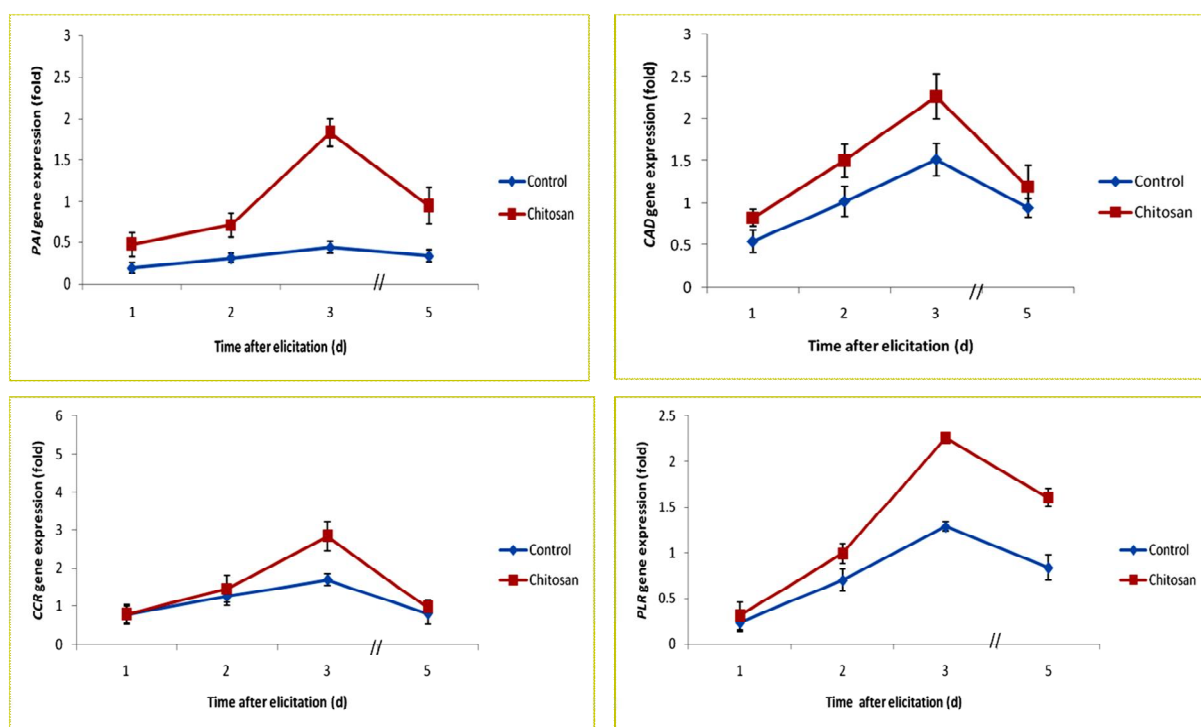 PAI gene expression (fold)
3
2.5
2
1.5
1
0.5
0
1 2 3 // 5
Time after elicitation (d)
Control
Chitosan
CAD gene expression (fold)
3
2.5
2
1.5
1
0.5
0
1 2 3 // 5
Time after elicitation (d)
Control
Chitosan
CCR gene expression (fold)
6
5
4
3
2
1
0
1 2 3 // 5
Time after elicitation (d)
Control
Chitosan
PLR gene expression (fold)
2.5
2
1.5
1
0.5
0
1 2 3 // 5
Time after elicitation (d)
Control
Chitosan